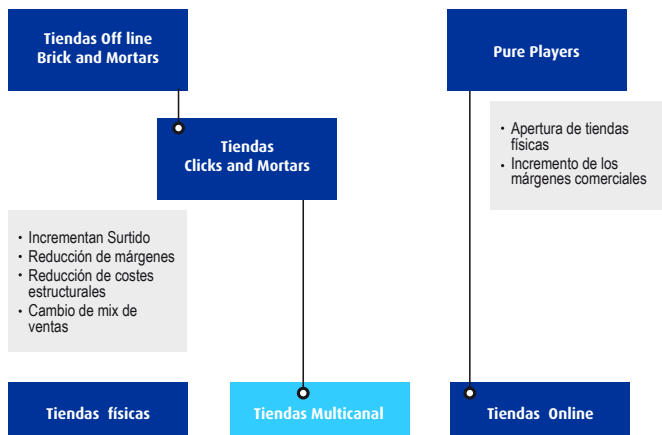 Tiendas Off line
Brick and Mortars
Pure Players
Tiendas
Clicks and Mortars
• Apertura de tiendas
físicas
• Incremento de los
márgenes comerciales
• Incrementan Surtido
• Reducción de márgenes
• Reducción de costes
estructurales
• Cambio de mix de
ventas
Tiendas físicas
Tiendas Multicanal
Tiendas Online